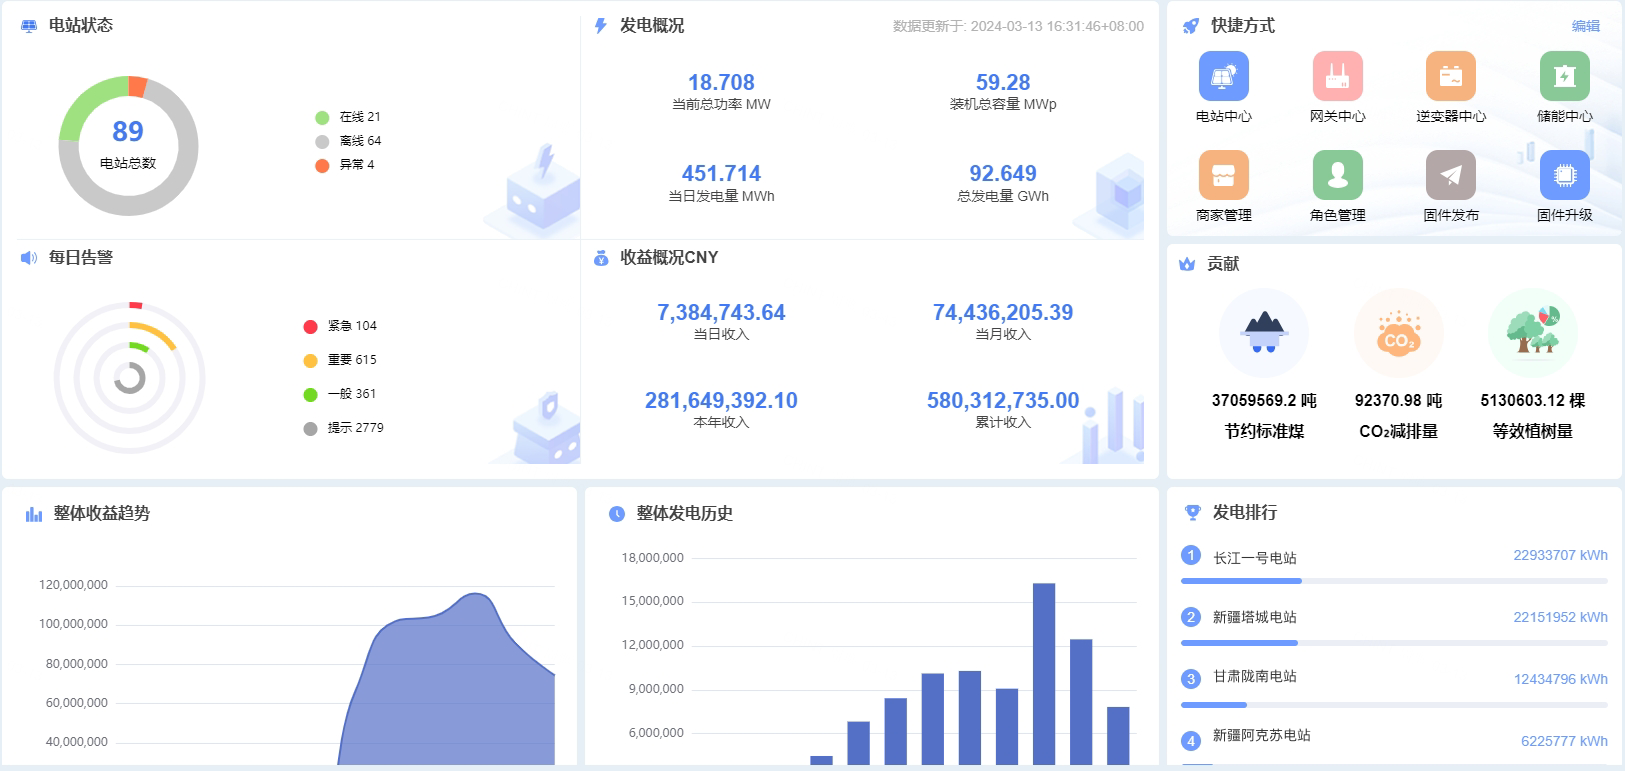 电站状态
89
电站总数
在线 21
离线 64
异常 4
发电概况
数据更新于: 2024-03-13 16:31:46+08:00
18.708
当前总功率 MW
59.28
装机总容量 MWp
451.714
当日发电量 MWh
92.649
总发电量 GWh
快捷方式
编辑
电站中心
网关中心
逆变器中心
储能中心
商家管理
角色管理
固件发布
固件升级
每日告警
紧急 104
重要 615
一般 361
提示 2779
收益概况CNY
7,384,743.64
当日收入
74,436,205.39
当月收入
281,649,392.10
本年收入
580,312,735.00
累计收入
贡献
CO₂
37059569.2 吨
节约标准煤
92370.98 吨
CO₂减排量
5130603.12 棵
等效植树量
整体收益趋势
120,000,000
100,000,000
80,000,000
60,000,000
40,000,000
整体发电历史
18,000,000
15,000,000
12,000,000
9,000,000
6,000,000
发电排行
1 长江一号电站 22933707 kWh
2 新疆塔城电站 22151952 kWh
3 甘肃陇南电站 12434796 kWh
4 新疆阿克苏电站 6225777 kWh